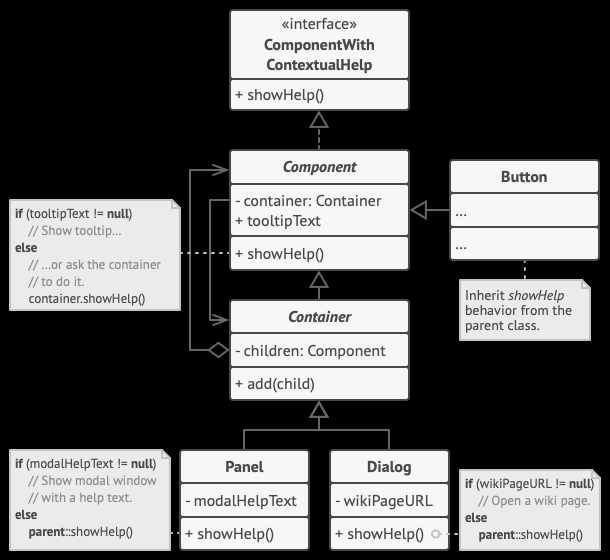 «interface»
ComponentWith
ContextualHelp
+ showHelp()
Component
- container: Container
+ tooltipText
+ showHelp()
Button
...
...
if (tooltipText != null)
// Show tooltip...
else
// ...or ask the container
// to do it.
container.showHelp()
Inherit showHelp
behavior from the
parent class.
Container
- children: Component
+ add(child)
if (modalHelpText != null)
// Show modal window
// with a help text.
else
parent::showHelp()
Panel
- modalHelpText
+ showHelp()
Dialog
- wikiPageURL
+ showHelp()
if (wikiPageURL != null)
// Open a wiki page.
else
parent::showHelp()